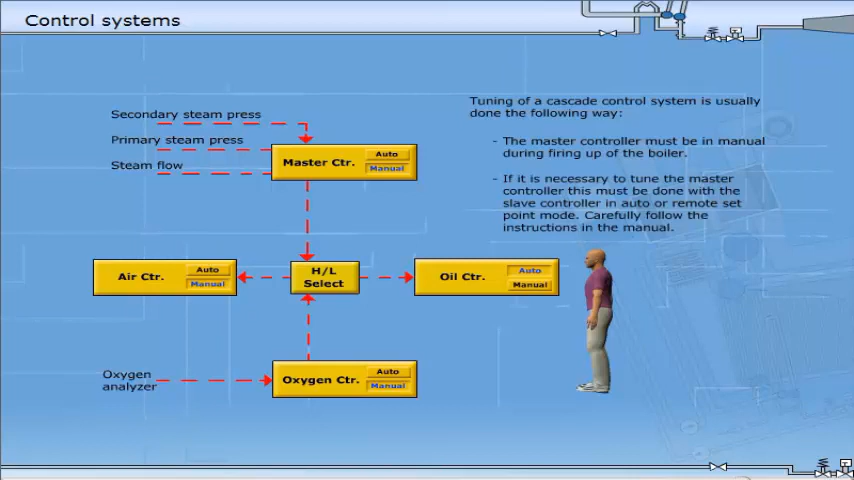 Control systems
Tuning of a cascade control system is usually
done the following way:
- The master controller must be in manual
during firing up of the boiler.
- If it is necessary to tune the master
controller this must be done with the
slave controller in auto or remote set
point mode. Carefully follow the
instructions in the manual.
Secondary steam press
Primary steam press
Steam flow
Master Ctr.
Auto
Manual
Air Ctr.
Auto
Manual
H/L
Select
Oil Ctr.
Auto
Manual
Oxygen
analyzer
Oxygen Ctr.
Auto
Manual